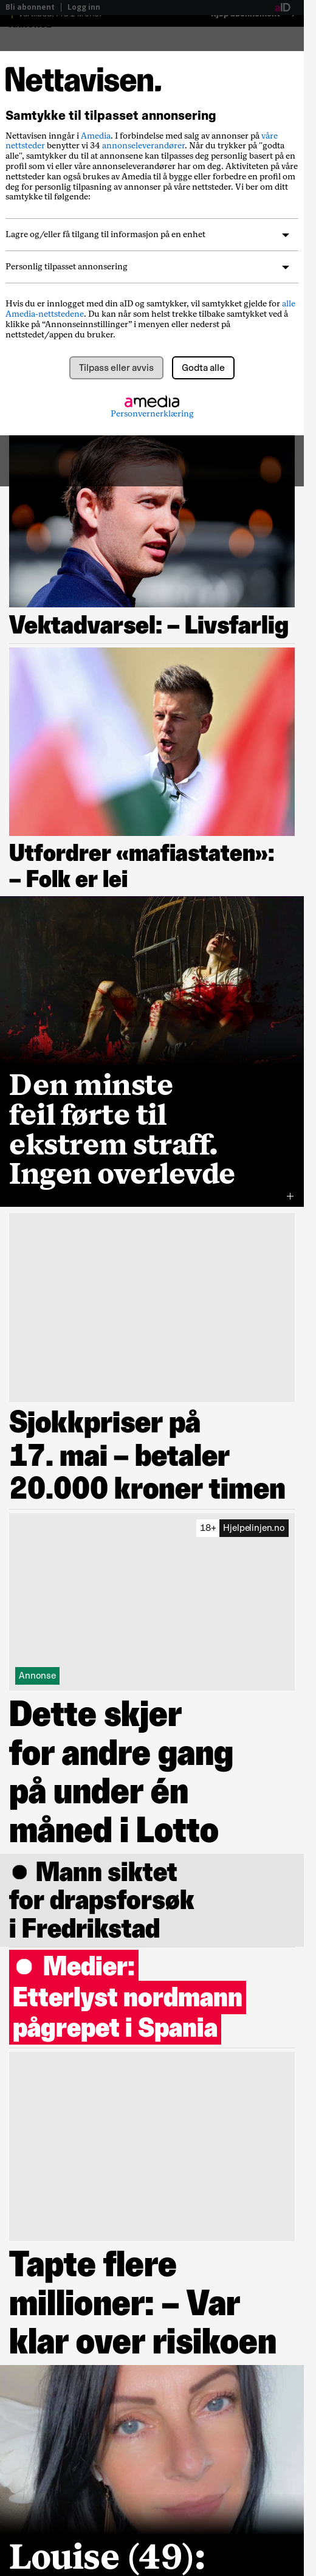 Bli abonnent | Logg inn
aID
Nettavisen.
Samtykke til tilpasset annonsering
Nettavisen inngår i Amedia. I forbindelse med salg av annonser på våre
nettsteder benytter vi 34 annonseleverandører. Når du trykker på "godta
alle", samtykker du til at annonsene kan tilpasses deg personlig basert på en
profil som vi eller våre annonseleverandører har om deg. Aktiviteten på våre
nettsteder kan også brukes av Amedia til å bygge eller forbedre en profil om
deg for personlig tilpasning av annonser på våre nettsteder. Vi ber om ditt
samtykke til følgende:
Lagre og/eller få tilgang til informasjon på en enhet
Personlig tilpasset annonsering
Hvis du er innlogget med din aID og samtykker, vil samtykket gjelde for alle
Amedia-nettstedene. Du kan når som helst trekke tilbake samtykket ved å
klikke på "Annonseinnstillinger" i menyen eller nederst på
nettstedet/appen du bruker.
Tilpass eller avvis
Godta alle
amedia
Personvernerklæring
Vektadvarsel: – Livsfarlig
Utfordrer «mafiastaten»:
– Folk er lei
Den minste
feil førte til
ekstrem straff.
Ingen overlevde
+
Sjokkpriser på
17. mai – betaler
20.000 kroner timen
18+ Hjelpelinjen.no
Annonse
Dette skjer
for andre gang
på under én
måned i Lotto
Mann siktet
for drapsforsøk
i Fredrikstad
Medier:
Etterlyst nordmann
pågrepet i Spania
Tapte flere
millioner: – Var
klar over risikoen
Louise (49):